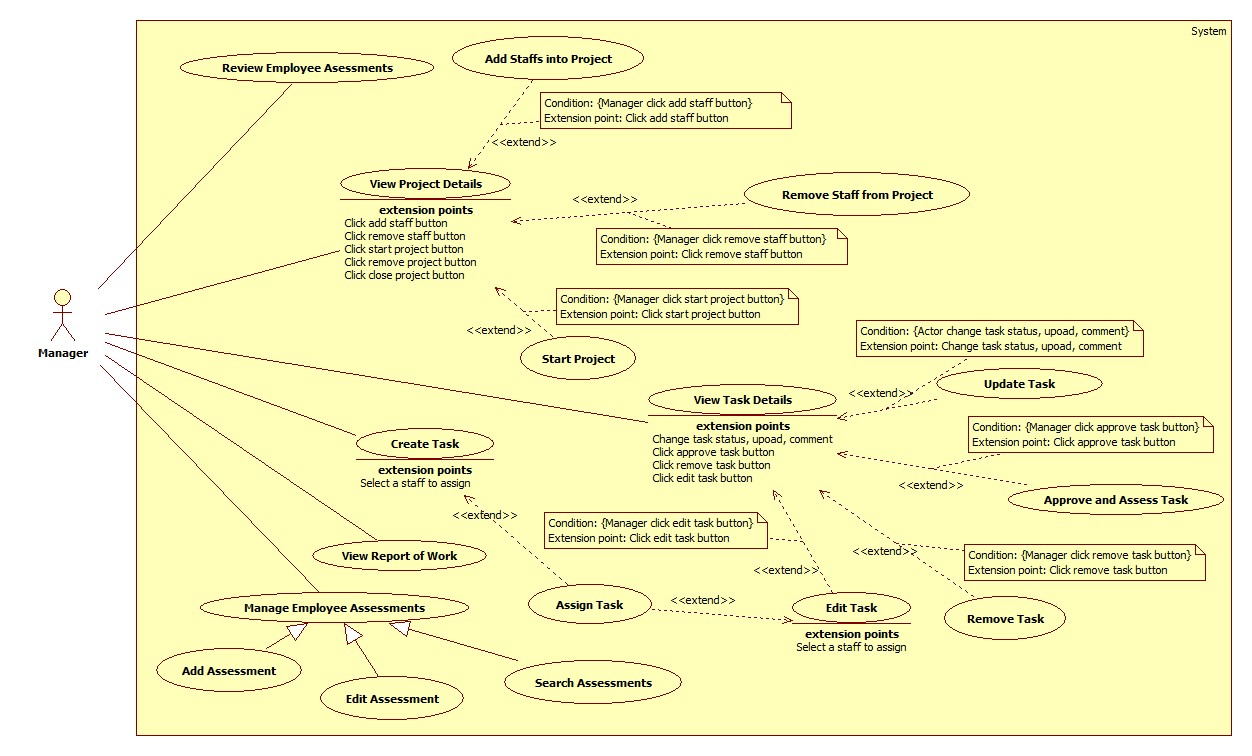 System
Review Employee Asessments
Add Staffs into Project
Condition: {Manager click add staff button}
Extension point: Click add staff button
<<extend>>
View Project Details
extension points
Click add staff button
Click remove staff button
Click start project button
Click remove project button
Click close project button
<<extend>>
Remove Staff from Project
Condition: {Manager click remove staff button}
Extension point: Click remove staff button
Condition: {Manager click start project button}
Extension point: Click start project button
<<extend>>
Start Project
Manager
Condition: {Actor change task status, upoad, comment}
Extension point: Change task status, upoad, comment
<<extend>>
Update Task
View Task Details
extension points
Change task status, upoad, comment
Click approve task button
Click remove task button
Click edit task button
Condition: {Manager click approve task button}
Extension point: Click approve task button
<<extend>>
Approve and Assess Task
Create Task
extension points
Select a staff to assign
<<extend>>
Condition: {Manager click edit task button}
Extension point: Click edit task button
<<extend>>
<<extend>>
Condition: {Manager click remove task button}
Extension point: Click remove task button
View Report of Work
Manage Employee Assessments
Assign Task
<<extend>>
Edit Task
extension points
Select a staff to assign
Remove Task
Add Assessment
Edit Assessment
Search Assessments